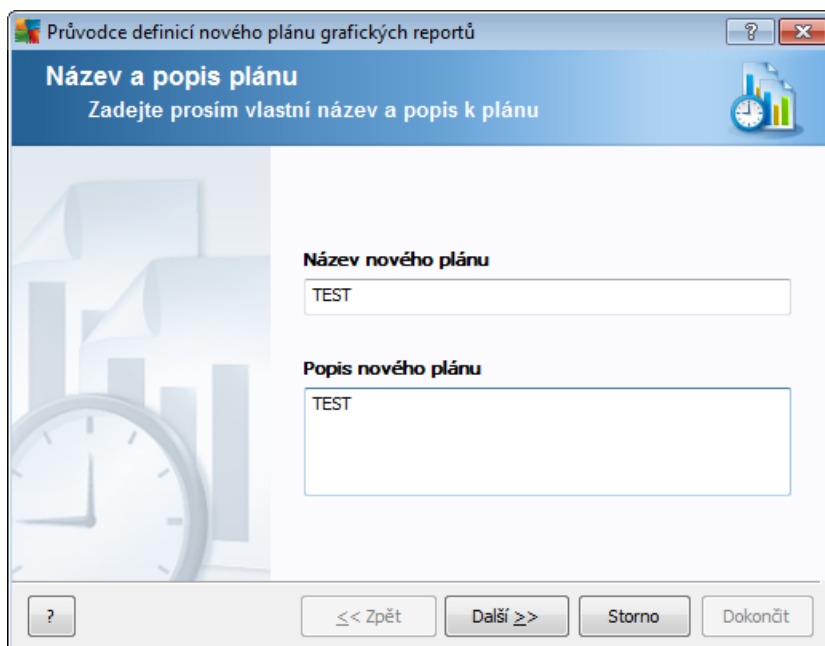 Průvodce definicí nového plánu grafických reportů
?
Název a popis plánu
Zadejte prosím vlastní název a popis k plánu
Název nového plánu
TEST
Popis nového plánu
TEST
? << Zpět Další >> Storno Dokončit